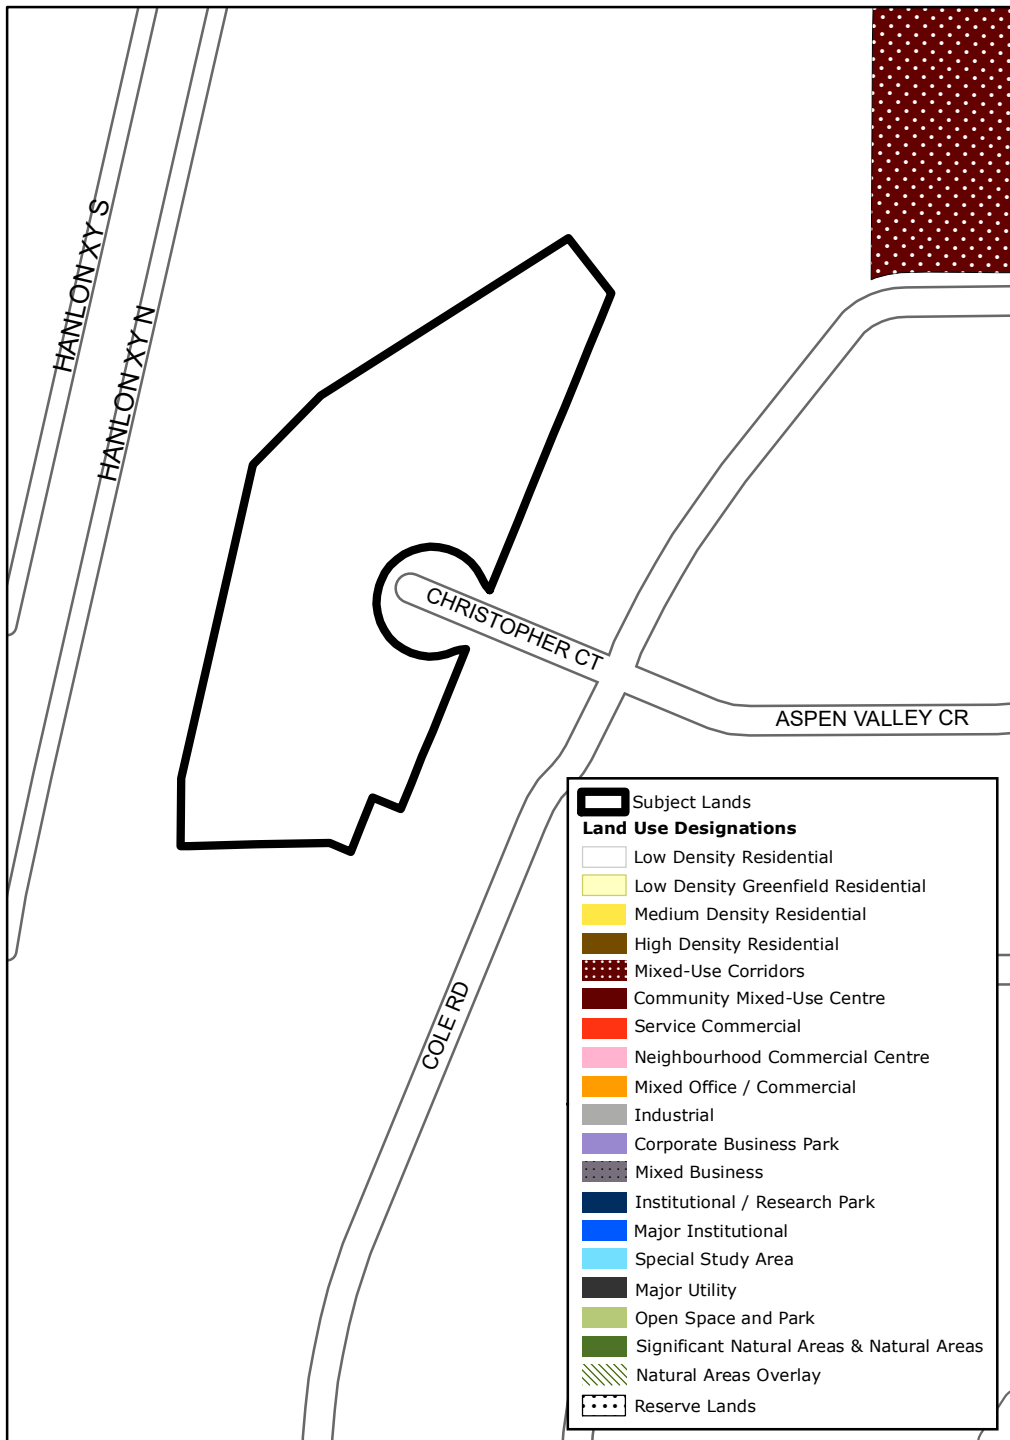 HANLON XY S
HANLON XY N
CHRISTOPHER CT
ASPEN VALLEY CR
COLE RD
Subject Lands
Land Use Designations
Low Density Residential
Low Density Greenfield Residential
Medium Density Residential
High Density Residential
Mixed-Use Corridors
Community Mixed-Use Centre
Service Commercial
Neighbourhood Commercial Centre
Mixed Office / Commercial
Industrial
Corporate Business Park
Mixed Business
Institutional / Research Park
Major Institutional
Special Study Area
Major Utility
Open Space and Park
Significant Natural Areas & Natural Areas
Natural Areas Overlay
Reserve Lands